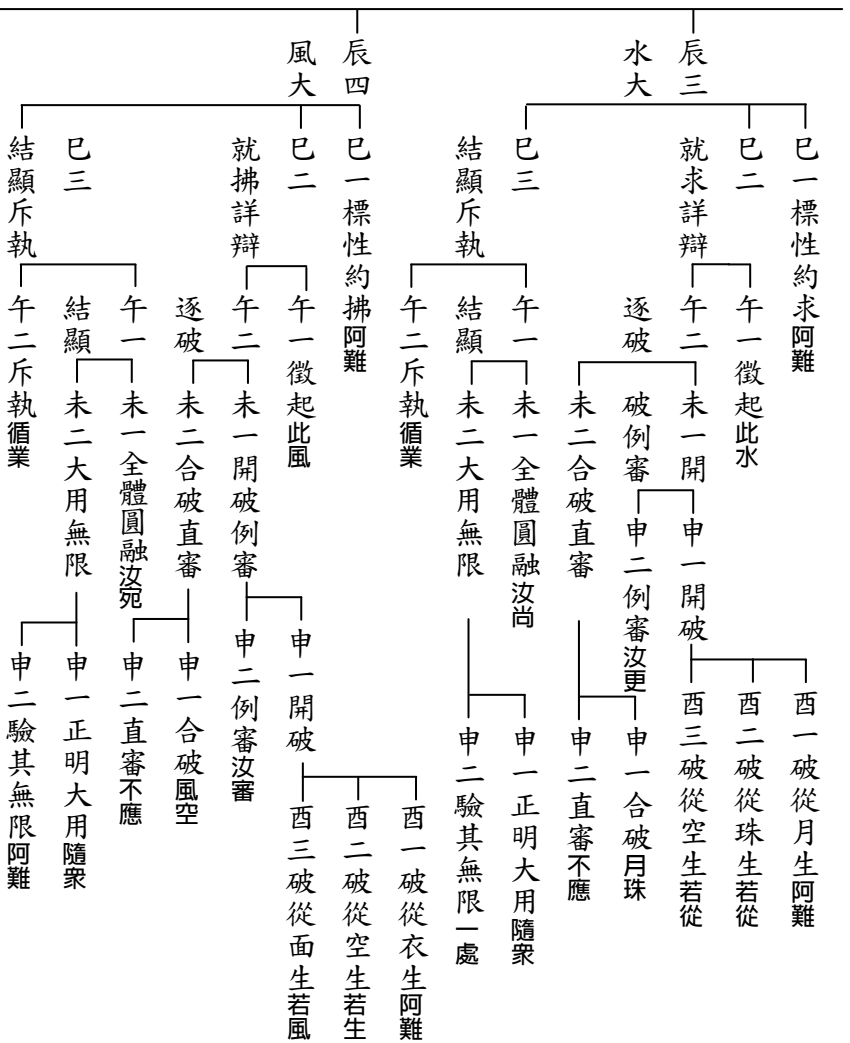 辰三
水大
巳一標性約求阿難
巳二
就求詳辯
午一徵起此水
午二
逐破
未一開
破例審
申一開破
酉一破從月生阿難
酉二破從珠生若從
酉三破從空生若從
申二例審汝更
未二合破直審
申一合破月珠
申二直審不應
巳三
結顯斥執
午一
結顯
未一全體圓融汝尚
未二大用無限
申一正明大用隨眾
申二驗其無限一處
午二斥執循業
辰四
風大
巳一標性約拂阿難
巳二
就拂詳辯
午一徵起此風
午二
逐破
未一開破例審
申一開破
酉一破從衣生阿難
酉二破從空生若生
酉三破從面生若風
申二例審汝審
未二合破直審
申一合破風空
申二直審不應
巳三
結顯斥執
午一
結顯
未一全體圓融汝宛
未二大用無限
申一正明大用隨眾
申二驗其無限阿難
午二斥執循業